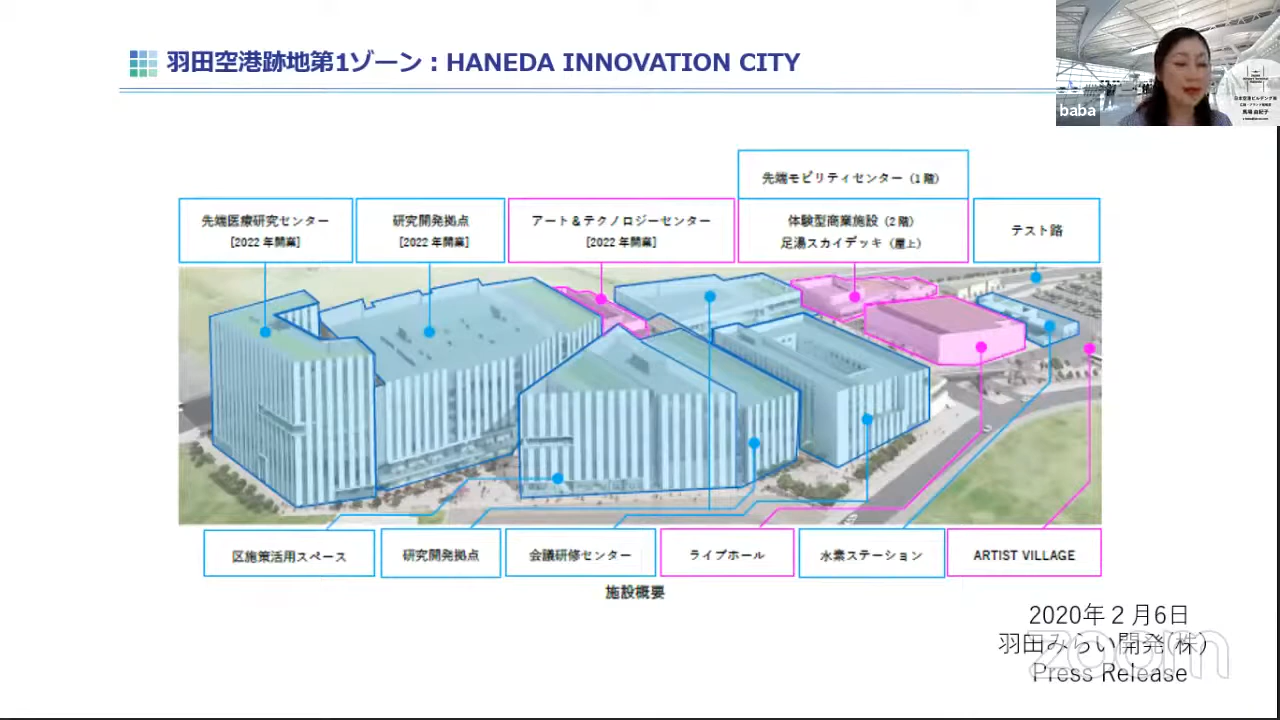 羽田空港跡地第1ゾーン：HANEDA INNOVATION CITY
baba
先端モビリティセンター（1階）
先端医療研究センター
［2022年開業］
研究開発拠点
［2022年開業］
アート＆テクノロジーセンター
［2022年開業］
体験型商業施設（2階）
足湯スカイデッキ（屋上）
テスト路
区施策活用スペース
研究開発拠点
会議研修センター
ライブホール
水素ステーション
ARTIST VILLAGE
施設概要
2020年２月6日
羽田みらい開発(株)
Press Release
zoom